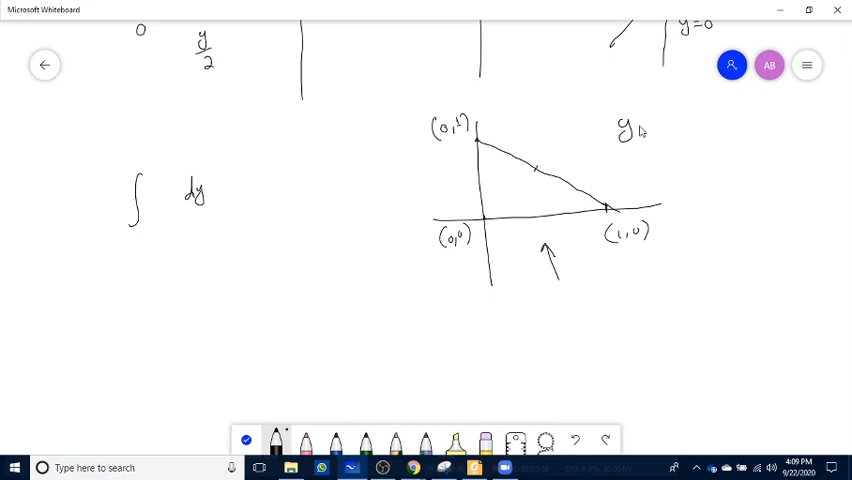 Microsoft Whiteboard
0
y/2
y=0
AB
(0,1)
y
∫ dy
(0,0)
(1,0)
Type here to search
4:09 PM
9/22/2020